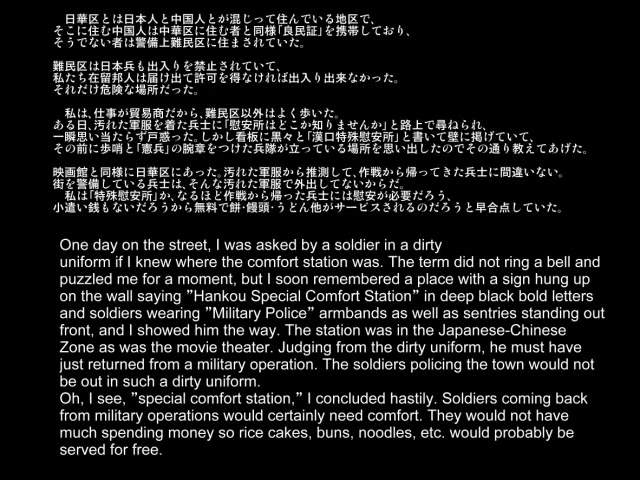 日華区とは日本人と中国人とが混じって住んでいる地区で、
そこに住む中国人は中華区に住む者と同様「良民証」を携帯しており、
そうでない者は警備上難民区に住まされていた。
難民区は日本兵も出入りを禁止されていて、
私たち在留邦人は届け出て許可を得なければ出入り出来なかった。
それだけ危険な場所だった。
私は、仕事が貿易商だから、難民区以外はよく歩いた。
ある日、汚れた軍服を着た兵士に「慰安所はどこか知りませんか」と路上で尋ねられ、
一瞬思い当たらず戸惑った。しかし看板に黒々と「漢口特殊慰安所」と書いて壁に掲げていて、
その前に歩哨と「憲兵」の腕章をつけた兵隊が立っている場所を思い出したのでその通り教えてあげた。
映画館と同様に日華区にあった。汚れた軍服から推測して、作戦から帰ってきた兵士に間違いない。
街を警備している兵士は、そんな汚れた軍服で外出してないからだ。
私は「特殊慰安所」か、なるほど作戦から帰った兵士には慰安が必要だろう、
小遣い銭もないだろうから無料で餅・饅頭・うどん他がサービスされるのだろうと早合点していた。
One day on the street, I was asked by a soldier in a dirty
uniform if I knew where the comfort station was. The term did not ring a bell and
puzzled me for a moment, but I soon remembered a place with a sign hung up
on the wall saying ”Hankou Special Comfort Station” in deep black bold letters
and soldiers wearing ”Military Police” armbands as well as sentries standing out
front, and I showed him the way. The station was in the Japanese-Chinese
Zone as was the movie theater. Judging from the dirty uniform, he must have
just returned from a military operation. The soldiers policing the town would not
be out in such a dirty uniform.
Oh, I see, ”special comfort station,” I concluded hastily. Soldiers coming back
from military operations would certainly need comfort. They would not have
much spending money so rice cakes, buns, noodles, etc. would probably be
served for free.